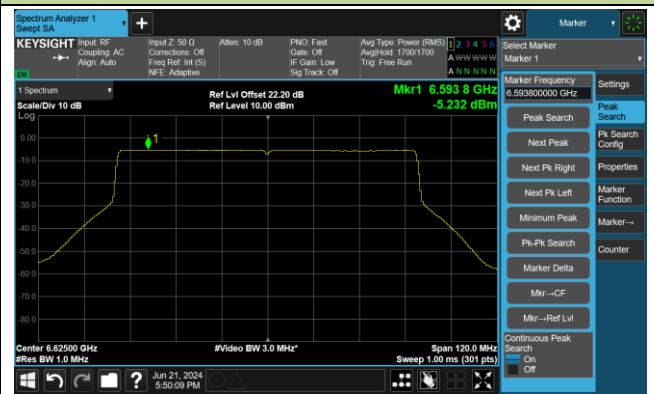 Spectrum Analyzer 1
Swept SA
+
Marker
KEYSIGHT
Input: RF
Coupling: AC
Align: Auto
Input Z: 50 Ω
Corrections: Off
Freq Ref: Int (S)
NFE: Adaptive
Atten: 10 dB
PNO: Fast
Gate: Off
IF Gain: Low
Sig Track: Off
Avg Type: Power (RMS)
Avg|Hold: 1700/1700
Trig: Free Run
1 2 3 4 5 6
A W W W W W
A N N N N N
Select Marker
Marker 1
LXI
1 Spectrum
Scale/Div 10 dB
Log
Ref Lvl Offset 22.20 dB
Ref Level 10.00 dBm
Mkr1 6.593 8 GHz
-5.232 dBm
1
0.00
-10.0
-20.0
-30.0
-40.0
-50.0
-60.0
-70.0
-80.0
Center 6.62500 GHz
#Res BW 1.0 MHz
#Video BW 3.0 MHz*
Span 120.0 MHz
Sweep 1.00 ms (301 pts)
Marker Frequency
6.593800000 GHz
Peak Search
Next Peak
Next Pk Right
Next Pk Left
Minimum Peak
Pk-Pk Search
Marker Delta
Mkr→CF
Mkr→Ref Lvl
Continuous Peak
Search
On
Off
Settings
Peak
Search
Pk Search
Config
Properties
Marker
Function
Marker→
Counter
?
Jun 21, 2024
5:50:09 PM